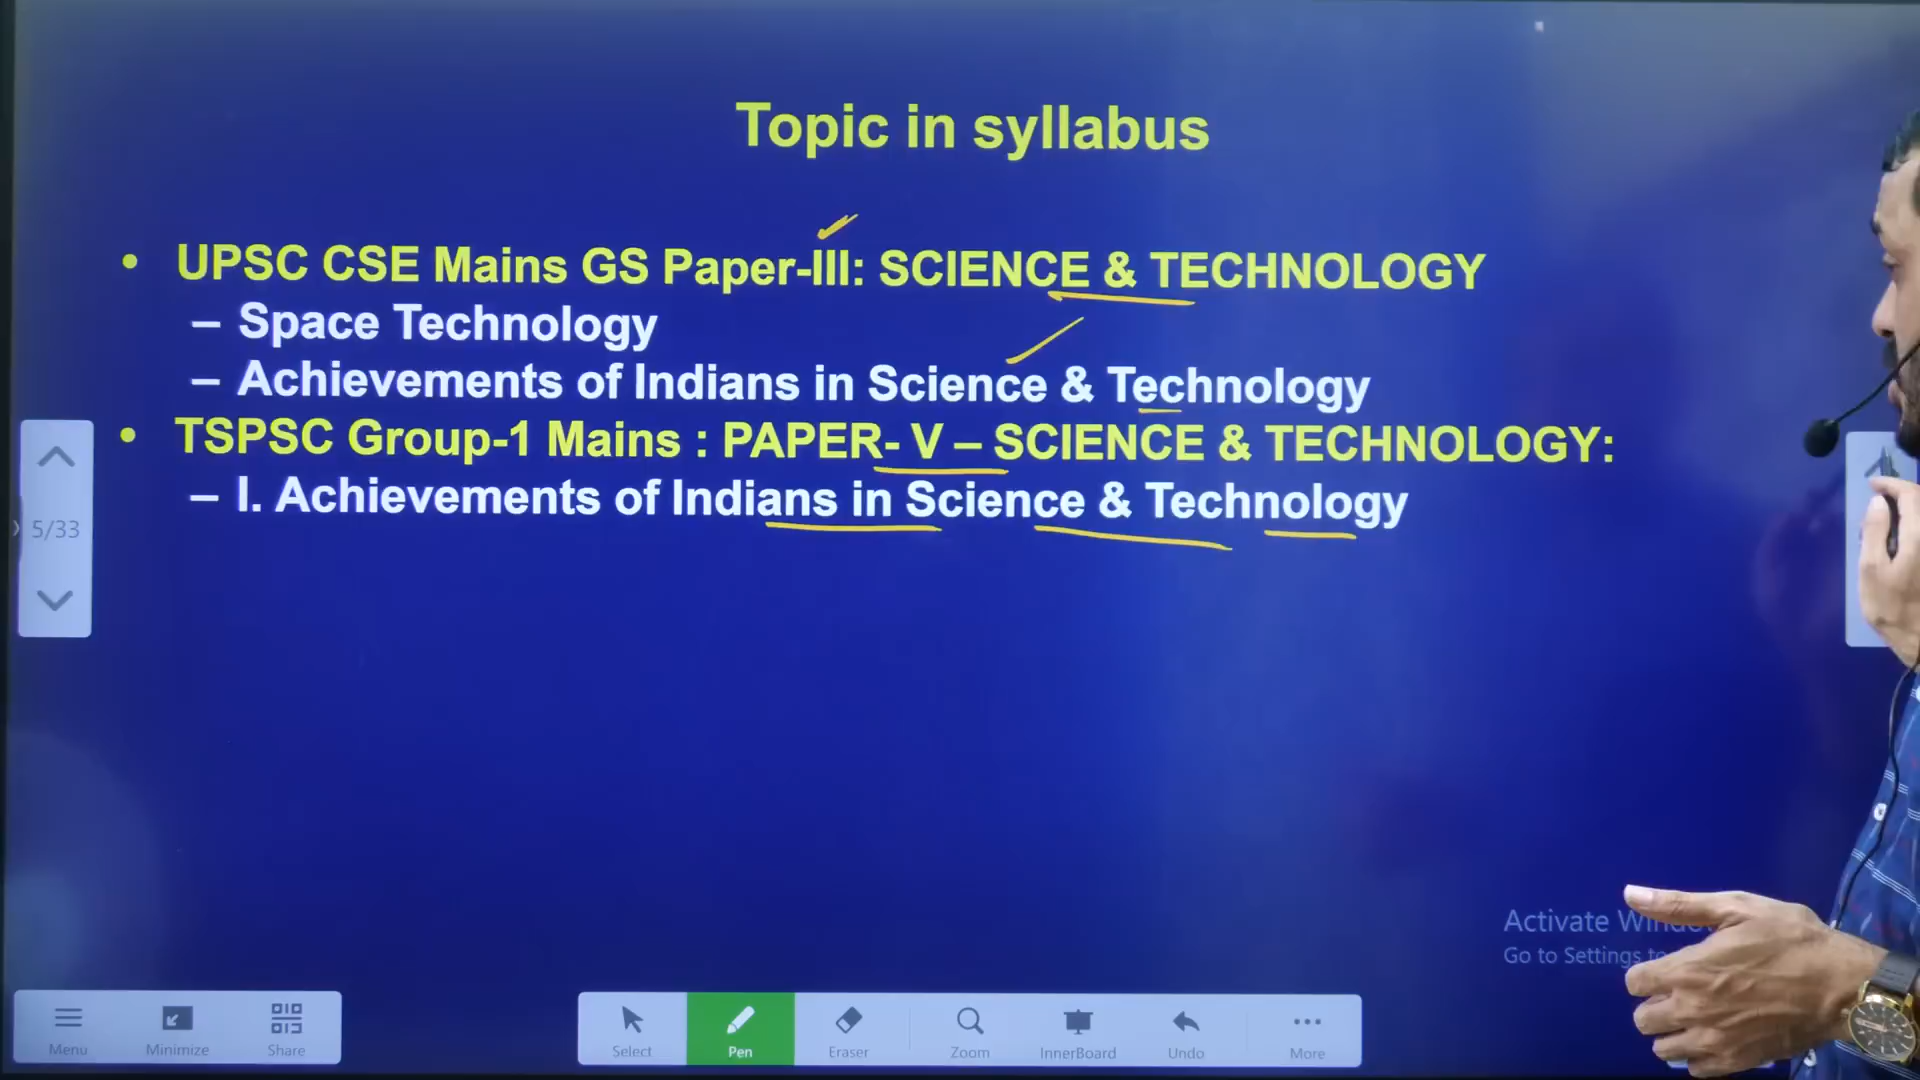 Topic in syllabus
• UPSC CSE Mains GS Paper-III: SCIENCE & TECHNOLOGY
– Space Technology
– Achievements of Indians in Science & Technology
• TSPSC Group-1 Mains : PAPER- V – SCIENCE & TECHNOLOGY:
– I. Achievements of Indians in Science & Technology
5/33
Activate
Go to Settings
Menu Minimize Share Select Pen Eraser Zoom InnerBoard Undo More